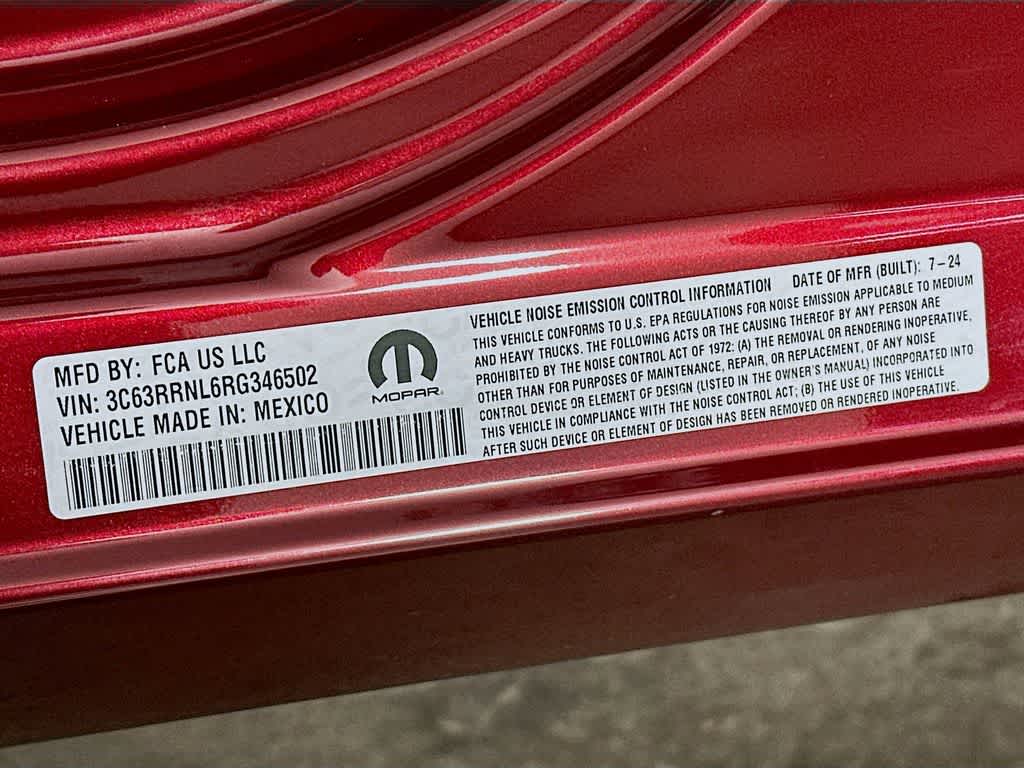 MFD BY: FCA US LLC
VIN: 3C63RRNL6RG346502
VEHICLE MADE IN: MEXICO
MOPAR®
VEHICLE NOISE EMISSION CONTROL INFORMATION DATE OF MFR (BUILT): 7-24
THIS VEHICLE CONFORMS TO U.S. EPA REGULATIONS FOR NOISE EMISSION APPLICABLE TO MEDIUM
AND HEAVY TRUCKS. THE FOLLOWING ACTS OR THE CAUSING THEREOF BY ANY PERSON ARE
PROHIBITED BY THE NOISE CONTROL ACT OF 1972: (A) THE REMOVAL OR RENDERING INOPERATIVE,
OTHER THAN FOR PURPOSES OF MAINTENANCE, REPAIR, OR REPLACEMENT, OF ANY NOISE
CONTROL DEVICE OR ELEMENT OF DESIGN (LISTED IN THE OWNER'S MANUAL) INCORPORATED INTO
THIS VEHICLE IN COMPLIANCE WITH THE NOISE CONTROL ACT; (B) THE USE OF THIS VEHICLE
AFTER SUCH DEVICE OR ELEMENT OF DESIGN HAS BEEN REMOVED OR RENDERED INOPERATIVE.